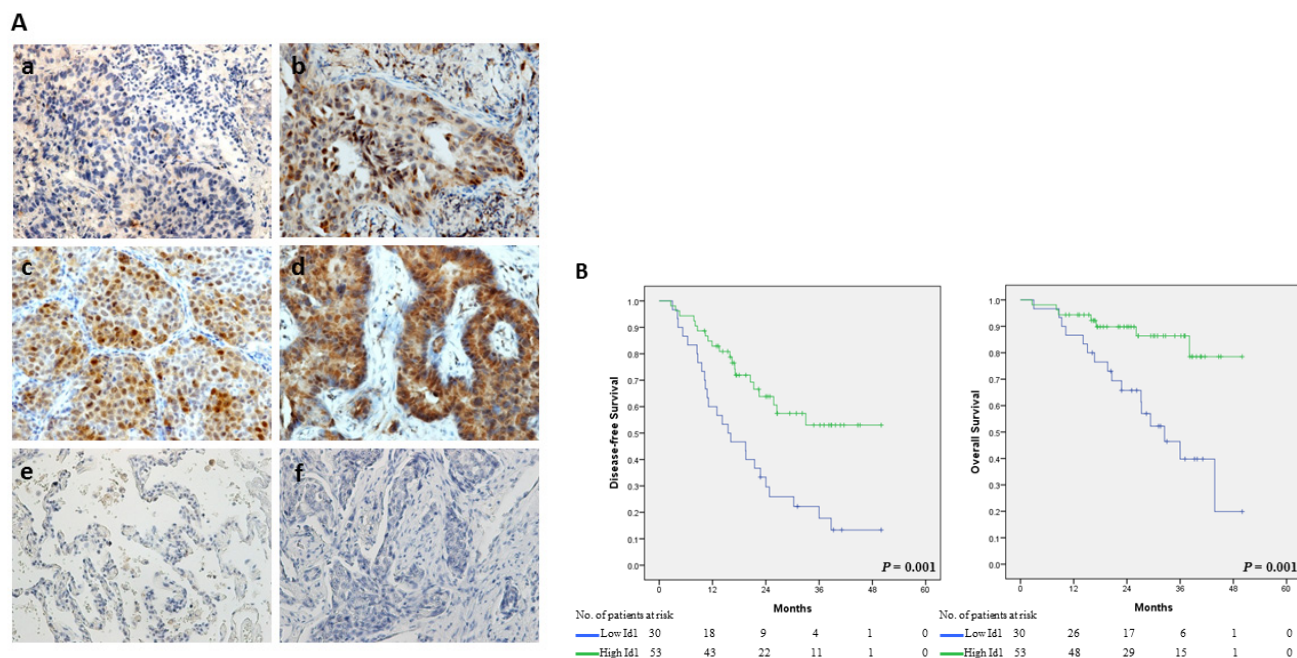 A
a
b
c
d
e
f
B
1.0
0.9
0.8
0.7
0.6
0.5
0.4
0.3
0.2
0.1
0.0
Disease-free Survival
P = 0.001
0 12 24 36 48 60
Months
No. of patients at risk
Low Id1 30 18 9 4 1 0
High Id1 53 43 22 11 1 0
1.0
0.9
0.8
0.7
0.6
0.5
0.4
0.3
0.2
0.1
0.0
Overall Survival
P = 0.001
0 12 24 36 48 60
Months
No. of patients at risk
Low Id1 30 26 17 6 1 0
High Id1 53 48 29 15 1 0